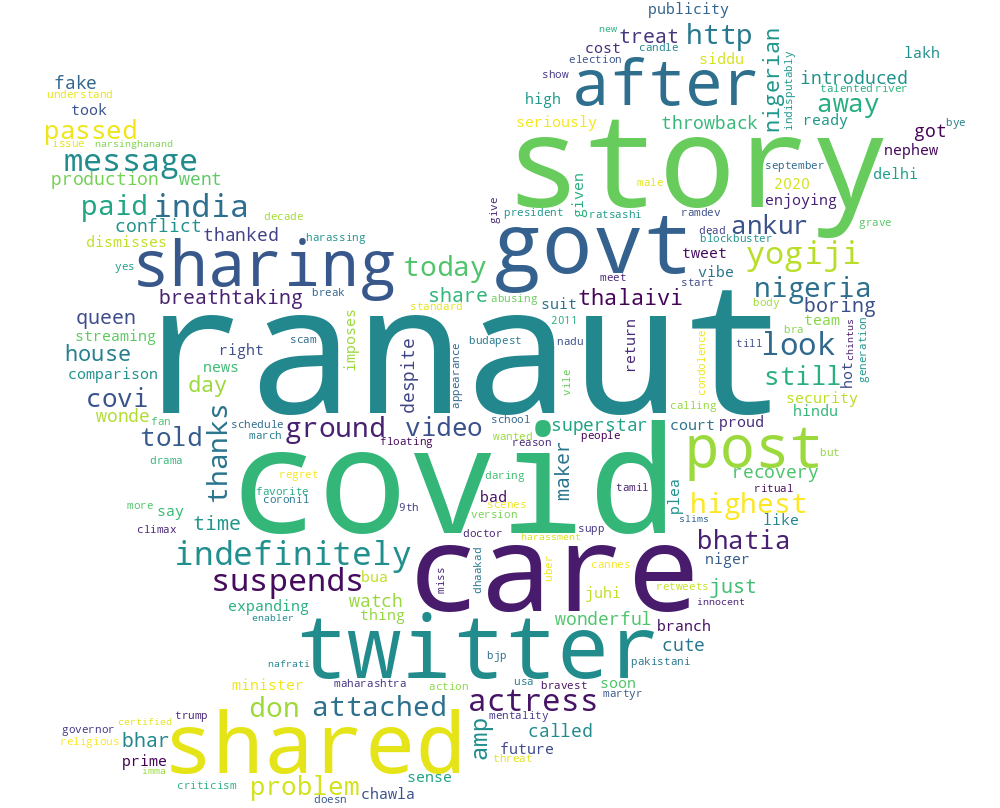 publicity
new
treat
http
cost
candle
nigerian
lakh
election
siddu
indisputably
fake
show
after
introduced
understand
talented
river
took
high
away
passed
seriously
throwback
ready
got
bye
issue
narsinghanand
story
message
nephew
production
went
given
male
september
delhi
2020
paid
india
give
president
ratsashi
ramdev
enjoying
conflict
decade
dead
ankur
grave
dismisses
thanked
harassing
govt
blockbuster
yes
sharing
today
meet
tweet
vibe
yogiji
start
breathtaking
break
share
abusing
suit
thalaivi
nigeria
body
boring
queen
standard
2011
bra
team
streaming
scam
imposes
ranaut
return
condolence
till
look
chintus
generation
house
right
budapest
nadu
comparison
news
despite
appearance
vile
still
hot
covi
day
security
wonde
fan
schedule
march
thanks
school
calling
hindu
told
ground
video
superstar
court
proud
floating
wanted
reason
people
post
but
drama
regret
covid
daring
maker
tamil
plea
recovery
favorite
coronil
bad
scenes
ritual
more
say
9th
version
highest
climax
time
doctor
supp
slims
like
indefinitely
harassment
bhatia
care
dhaakad
miss
uber
cannes
niger
suspends
bua
juhi
retweets
just
expanding
watch
thing
innocent
enabler
twitter
wonderful
branch
cute
nafrati
bjp
pakistani
minister
maharashtra
action
usa
bravest
soon
martyr
don
attached
actress
mentality
governor
certified
trump
shared
amp
called
religious
bhar
future
prime
threat
imma
criticism
problem
sense
doesn
chawla